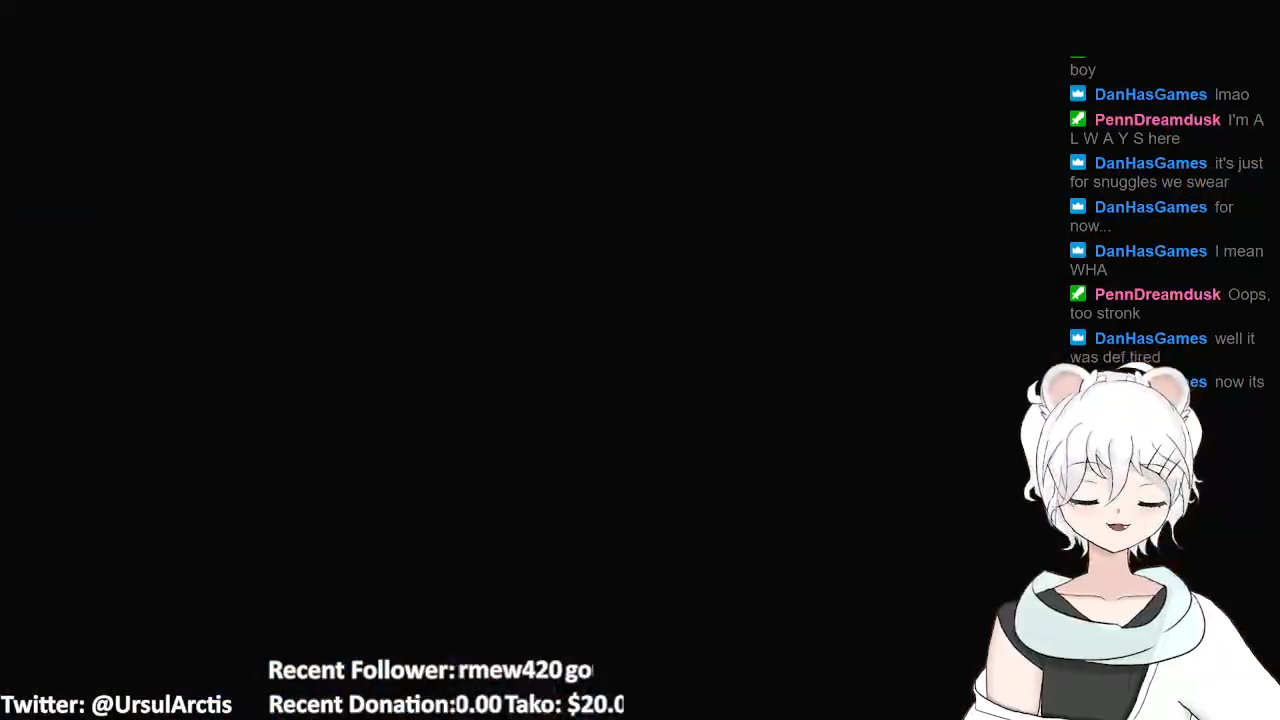 boy
DanHasGames lmao
PennDreamdusk I'm A
L W A Y S here
DanHasGames it's just
for snuggles we swear
DanHasGames for
now...
DanHasGames I mean
WHA
PennDreamdusk Oops,
too stronk
DanHasGames well it
was def tired
es now its
Recent Follower: rmew420 go
Twitter: @UrsulArctis
Recent Donation:0.00 Tako: $20.0